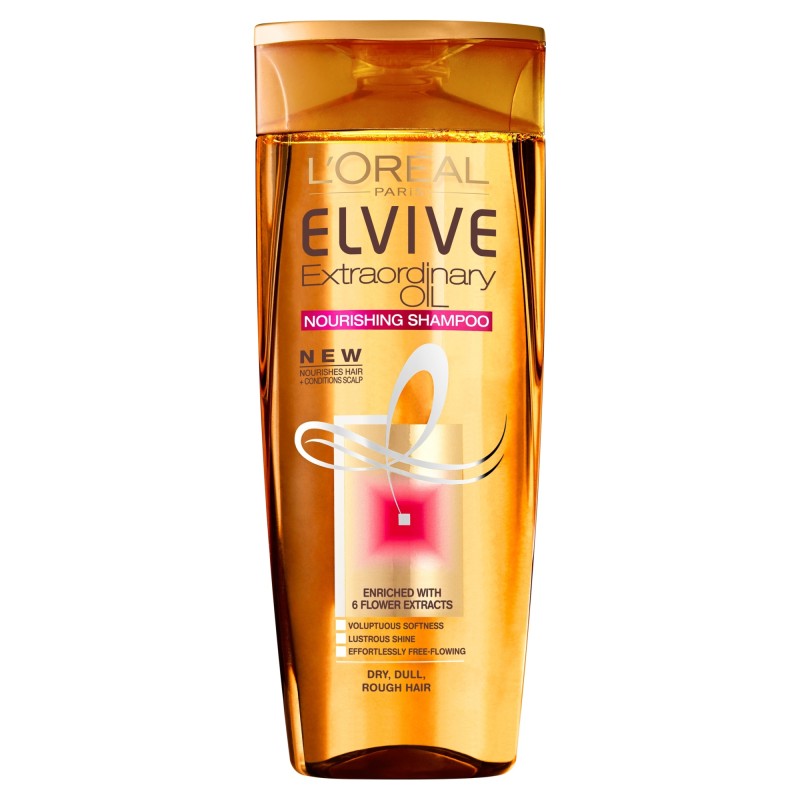 L'ORÉAL
PARIS
ELVIVE
Extraordinary
OIL
NOURISHING SHAMPOO
NEW
NOURISHES HAIR
+ CONDITIONS SCALP
ENRICHED WITH
6 FLOWER EXTRACTS
VOLUPTUOUS SOFTNESS
LUSTROUS SHINE
EFFORTLESSLY FREE-FLOWING
DRY, DULL,
ROUGH HAIR